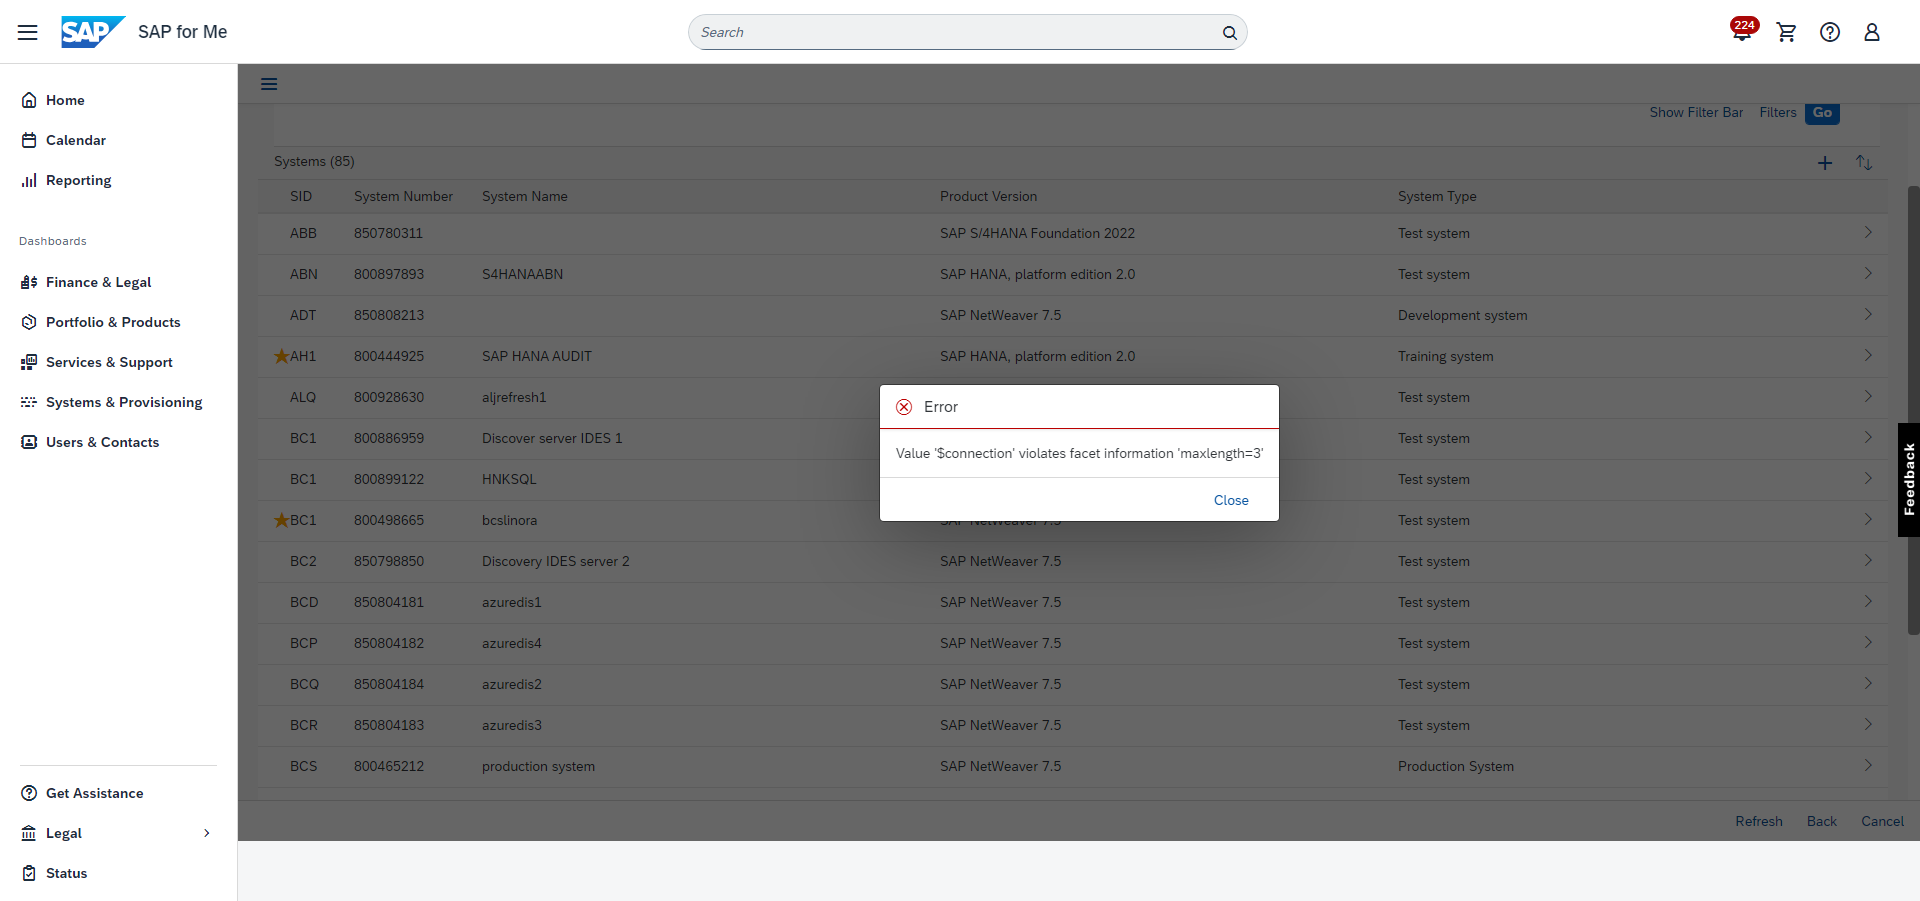 SAP SAP for Me
Search
224
Home
Calendar
Reporting
Dashboards
Finance & Legal
Portfolio & Products
Services & Support
Systems & Provisioning
Users & Contacts
Get Assistance
Legal
Status
Show Filter Bar Filters Go
Systems (85)
SID System Number System Name Product Version System Type
ABB 850780311 SAP S/4HANA Foundation 2022 Test system
ABN 800897893 S4HANAABN SAP HANA, platform edition 2.0 Test system
ADT 850808213 SAP NetWeaver 7.5 Development system
AH1 800444925 SAP HANA AUDIT SAP HANA, platform edition 2.0 Training system
ALQ 800928630 aljrefresh1 Test system
BC1 800886959 Discover server IDES 1 Test system
BC1 800899122 HNKSQL Test system
BC1 800498665 bcslinora SAP NetWeaver 7.5 Test system
BC2 850798850 Discovery IDES server 2 SAP NetWeaver 7.5 Test system
BCD 850804181 azuredis1 SAP NetWeaver 7.5 Test system
BCP 850804182 azuredis4 SAP NetWeaver 7.5 Test system
BCQ 850804184 azuredis2 SAP NetWeaver 7.5 Test system
BCR 850804183 azuredis3 SAP NetWeaver 7.5 Test system
BCS 800465212 production system SAP NetWeaver 7.5 Production System
Error
Value '$connection' violates facet information 'maxlength=3'
Close
Feedback
Refresh Back Cancel